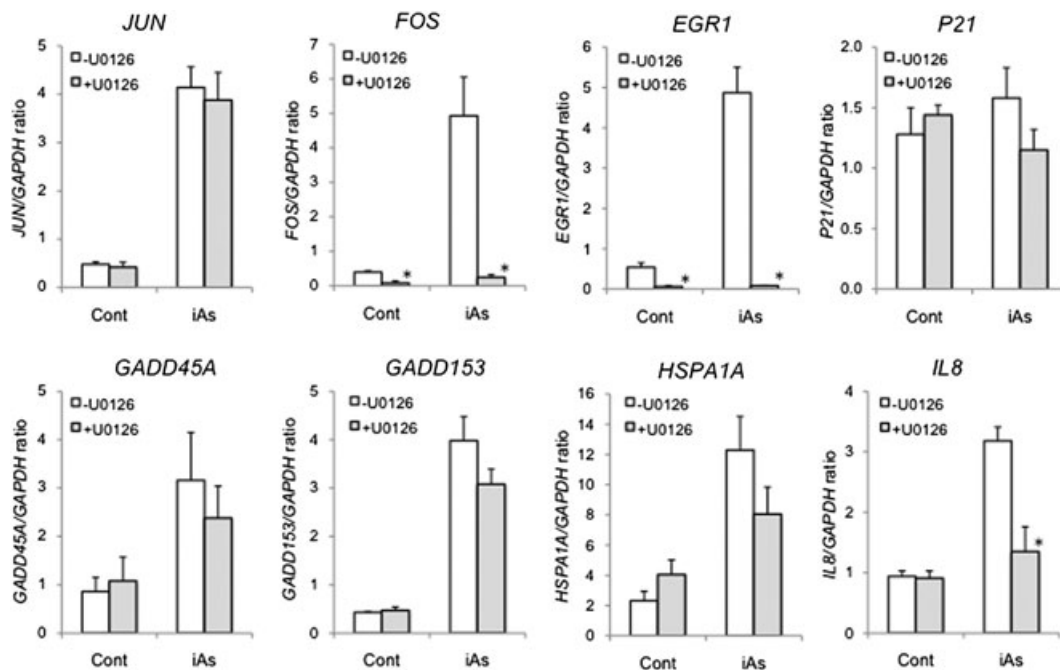 JUN
JUN/GAPDH ratio
5
4
3
2
1
0
-U0126
+U0126
Cont
iAs
FOS
FOS/GAPDH ratio
7
6
5
4
3
2
1
0
-U0126
+U0126
*
*
Cont
iAs
EGR1
EGR1/GAPDH ratio
6
5
4
3
2
1
0
-U0126
+U0126
*
*
Cont
iAs
P21
P21/GAPDH ratio
2.0
1.5
1.0
0.5
0.0
-U0126
+U0126
Cont
iAs
GADD45A
GADD45A/GAPDH ratio
5
4
3
2
1
0
-U0126
+U0126
Cont
iAs
GADD153
GADD153/GAPDH ratio
5
4
3
2
1
0
-U0126
+U0126
Cont
iAs
HSPA1A
HSPA1A/GAPDH ratio
16
14
12
10
8
6
4
2
0
-U0126
+U0126
Cont
iAs
IL8
IL8/GAPDH ratio
4
3
2
1
0
-U0126
+U0126
*
Cont
iAs